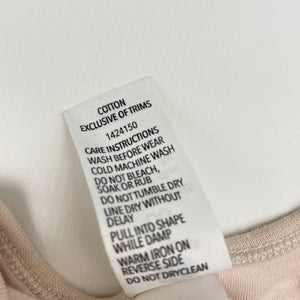 COTTON
EXCLUSIVE OF TRIMS
1424150
CARE INSTRUCTIONS
WASH BEFORE WEAR
COLD MACHINE WASH
DO NOT BLEACH,
SOAK OR RUB
DO NOT TUMBLE DRY
LINE DRY WITHOUT
DELAY
PULL INTO SHAPE
WHILE DAMP
WARM IRON ON
REVERSE SIDE
DO NOT DRYCLEAN